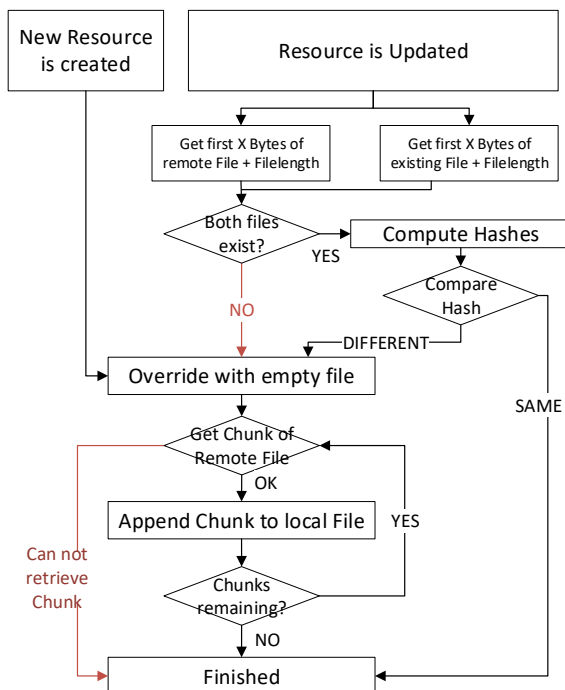 New Resource
is created
Resource is Updated
Get first X Bytes of
remote File + Filelength
Get first X Bytes of
existing File + Filelength
Both files
exist?
YES
Compute Hashes
Compare
Hash
NO
DIFFERENT
SAME
Override with empty file
Get Chunk of
Remote File
OK
Append Chunk to local File
YES
Can not
retrieve
Chunk
Chunks
remaining?
NO
Finished